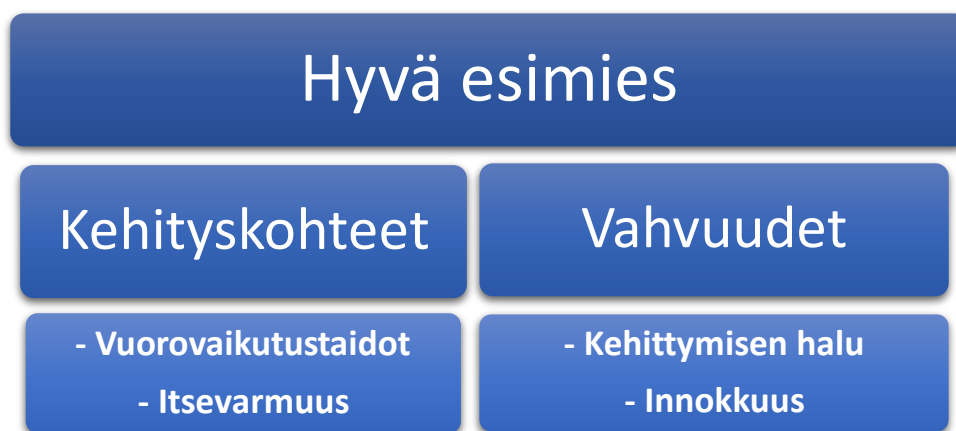 Hyvä esimies
Kehityskohteet
Vahvuudet
- Vuorovaikutustaidot
- Itsevarmuus
- Kehittymisen halu
- Innokkuus